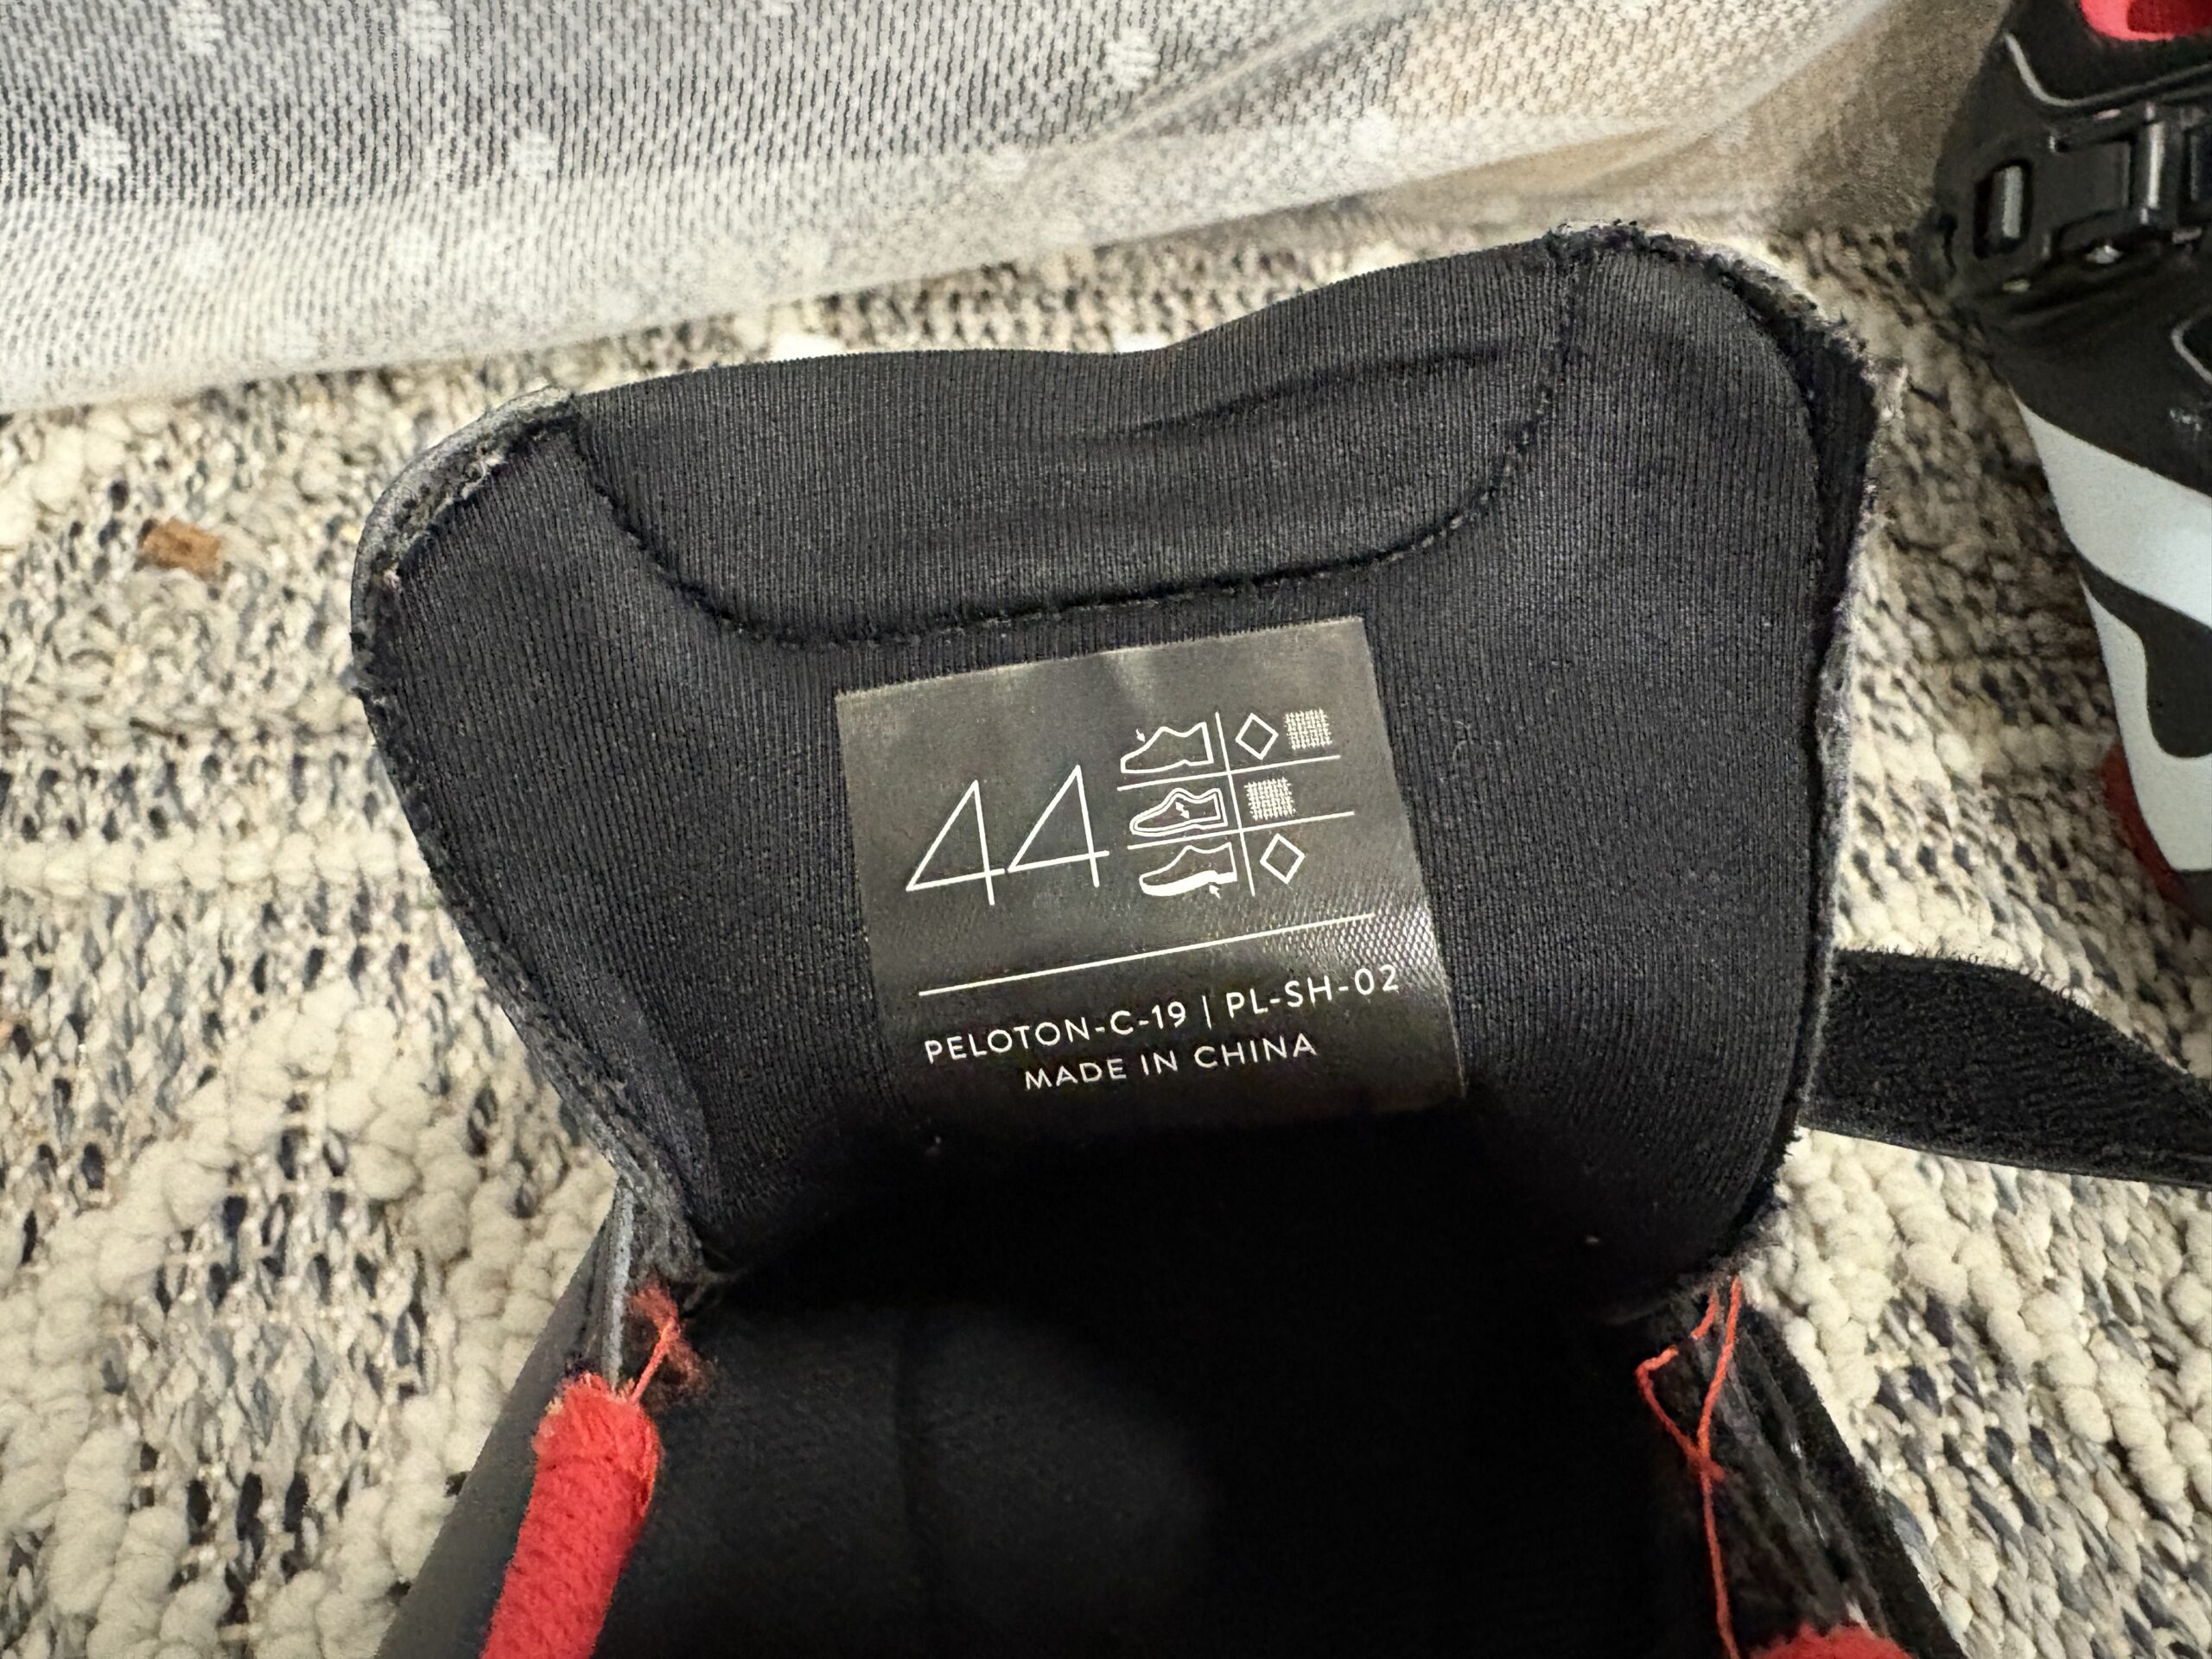 44
PELOTON-C-19 | PL-SH-02
MADE IN CHINA